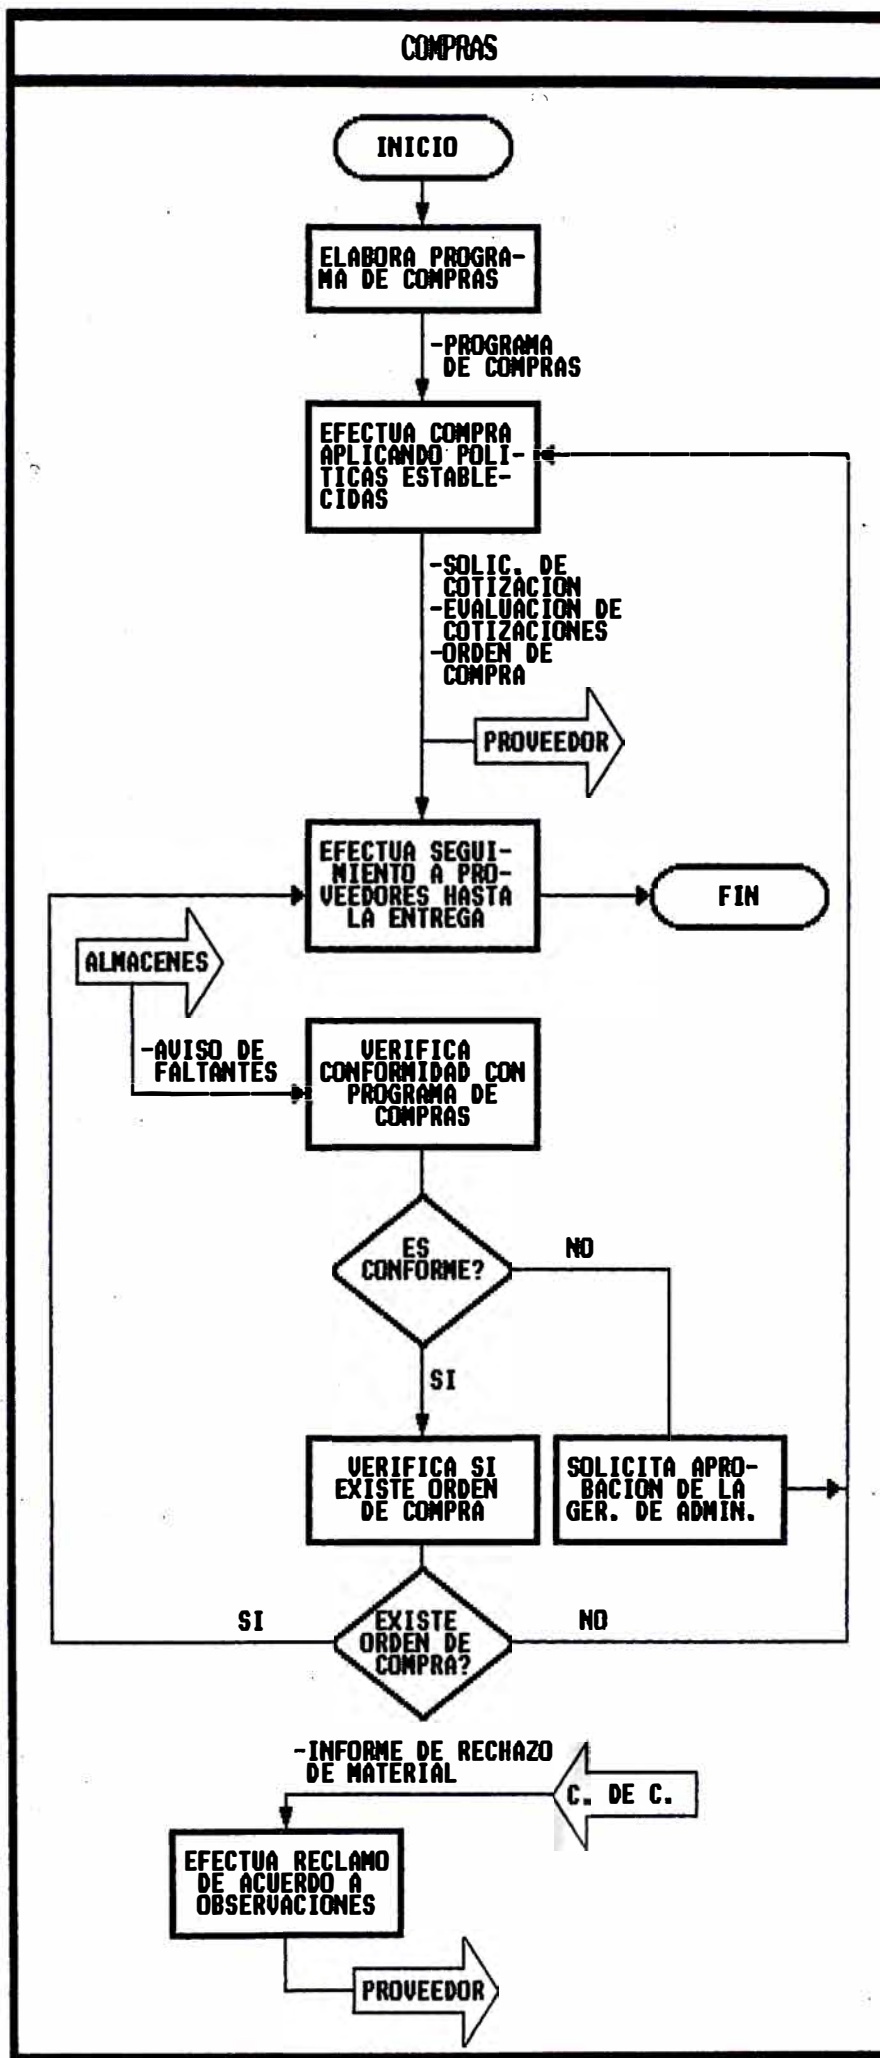 COMPRAS
INICIO
ELABORA PROGRA-
MA DE COMPRAS
-PROGRAMA
DE COMPRAS
EFECTUA COMPRA
APLICANDO POLI-
TICAS ESTABLE-
CIDAS
-SOLIC. DE
COTIZACION
-EVALUACION DE
COTIZACIONES
-ORDEN DE
COMPRA
PROVEEDOR
EFECTUA SEGUI-
MIENTO A PRO-
VEEDORES HASTA
LA ENTREGA
FIN
ALMACENES
-AVISO DE
FALTANTES
VERIFICA
CONFORMIDAD CON
PROGRAMA DE
COMPRAS
ES
CONFORME?
NO
SI
VERIFICA SI
EXISTE ORDEN
DE COMPRA
SOLICITA APRO-
BACION DE LA
GER. DE ADMIN.
SI
EXISTE
ORDEN DE
COMPRA?
NO
-INFORME DE RECHAZO
DE MATERIAL
C. DE C.
EFECTUA RECLAMO
DE ACUERDO A
OBSERVACIONES
PROVEEDOR